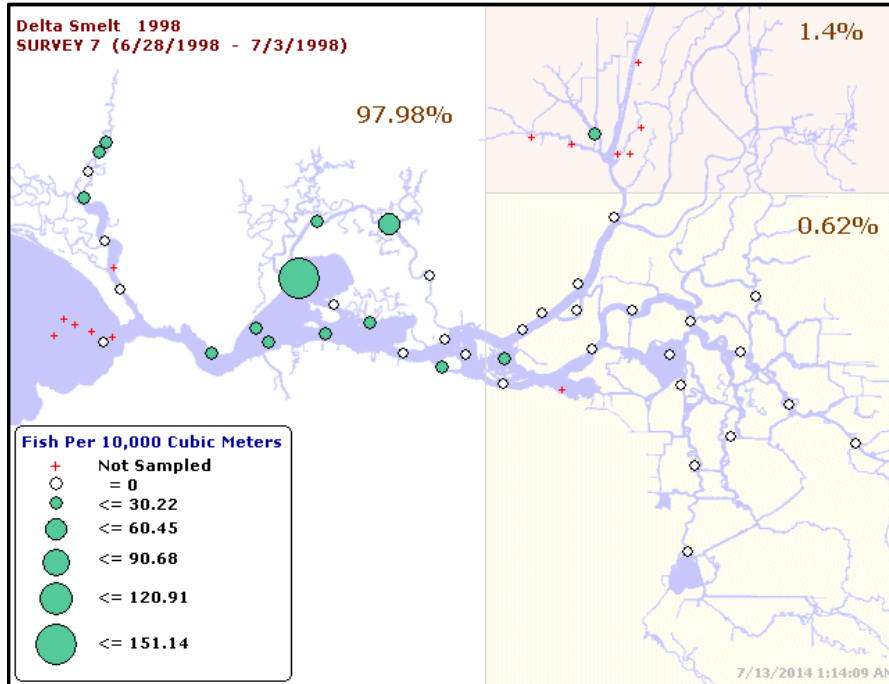 Delta Smelt 1998
SURVEY 7 (6/28/1998 - 7/3/1998)
1.4%
97.98%
0.62%
Fish Per 10,000 Cubic Meters
Not Sampled
= 0
<= 30.22
<= 60.45
<= 90.68
<= 120.91
<= 151.14
7/13/2014 1:14:09 AM